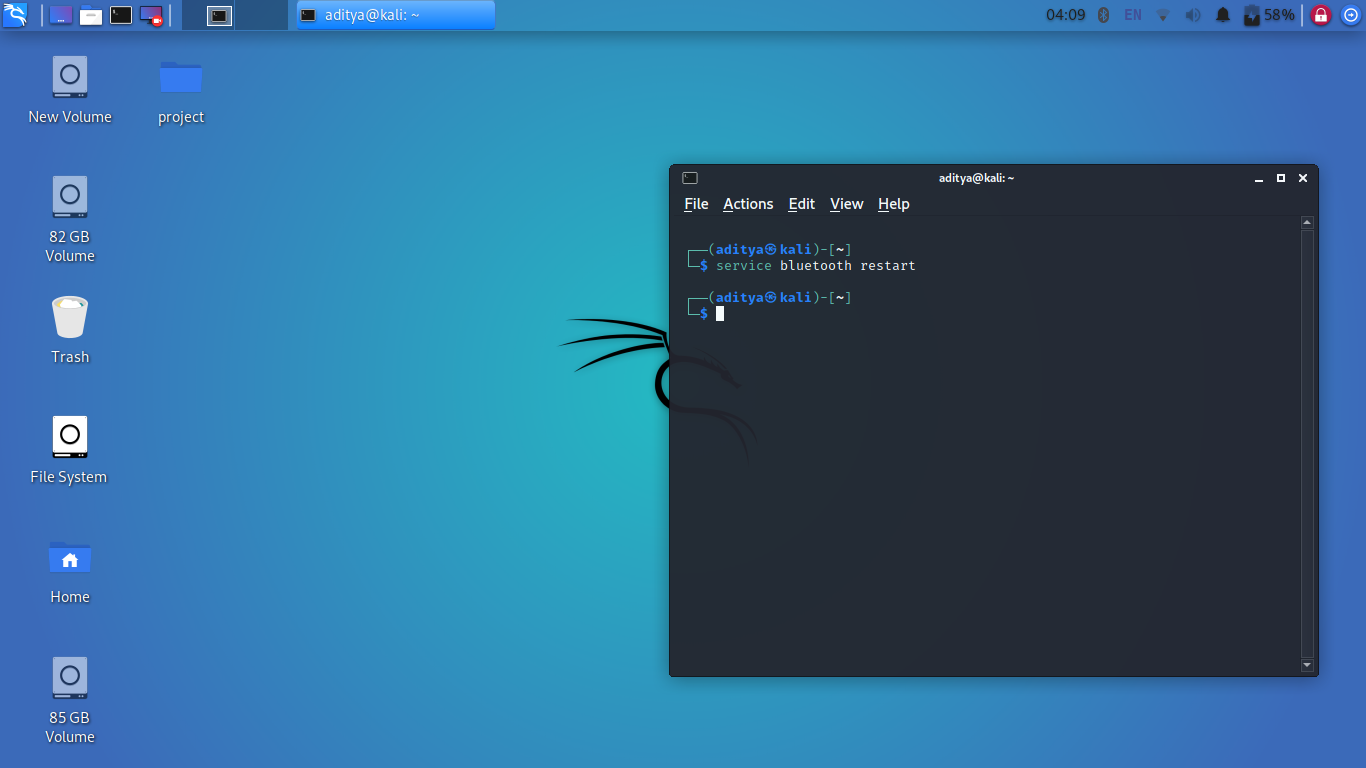 aditya@kali: ~
04:09
EN
58%
New Volume
project
82 GB
Volume
Trash
File System
Home
85 GB
Volume
aditya@kali: ~
File Actions Edit View Help
┌──(aditya㉿kali)-[~]
└─$ service bluetooth restart
┌──(aditya㉿kali)-[~]
└─$